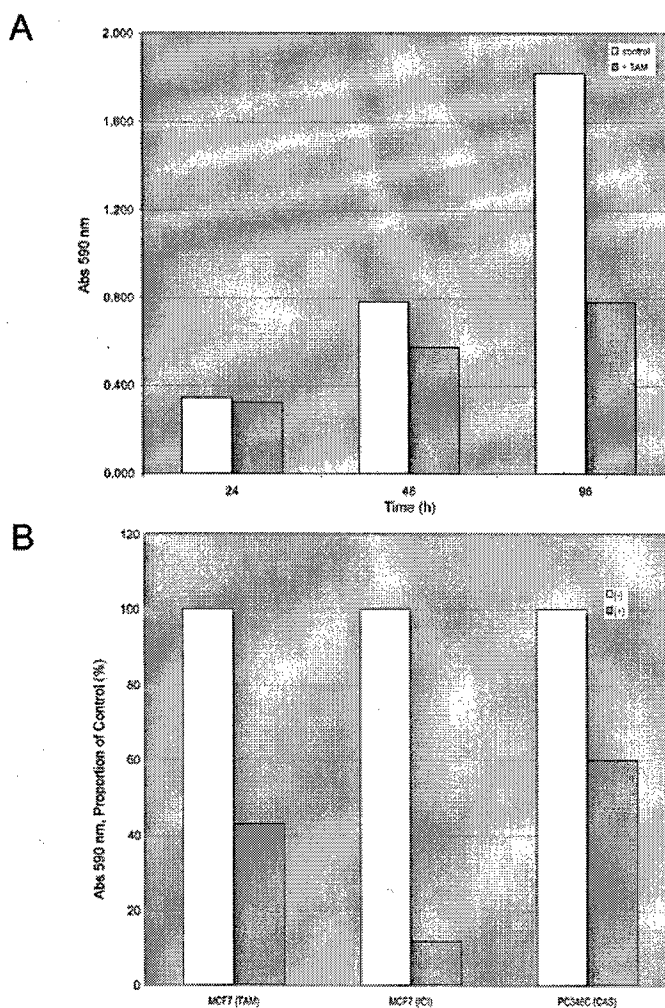 A
2.000
1.600
1.200
0.800
0.400
0.000
Abs 590 nm
control
+ TAM
24
48
96
Time (h)
B
120
100
80
60
40
20
0
Abs 590 nm, Proportion of Control (%)
(-)
(+)
MCF7 (TAM)
MCF7 (ICI)
PC346C (CAS)